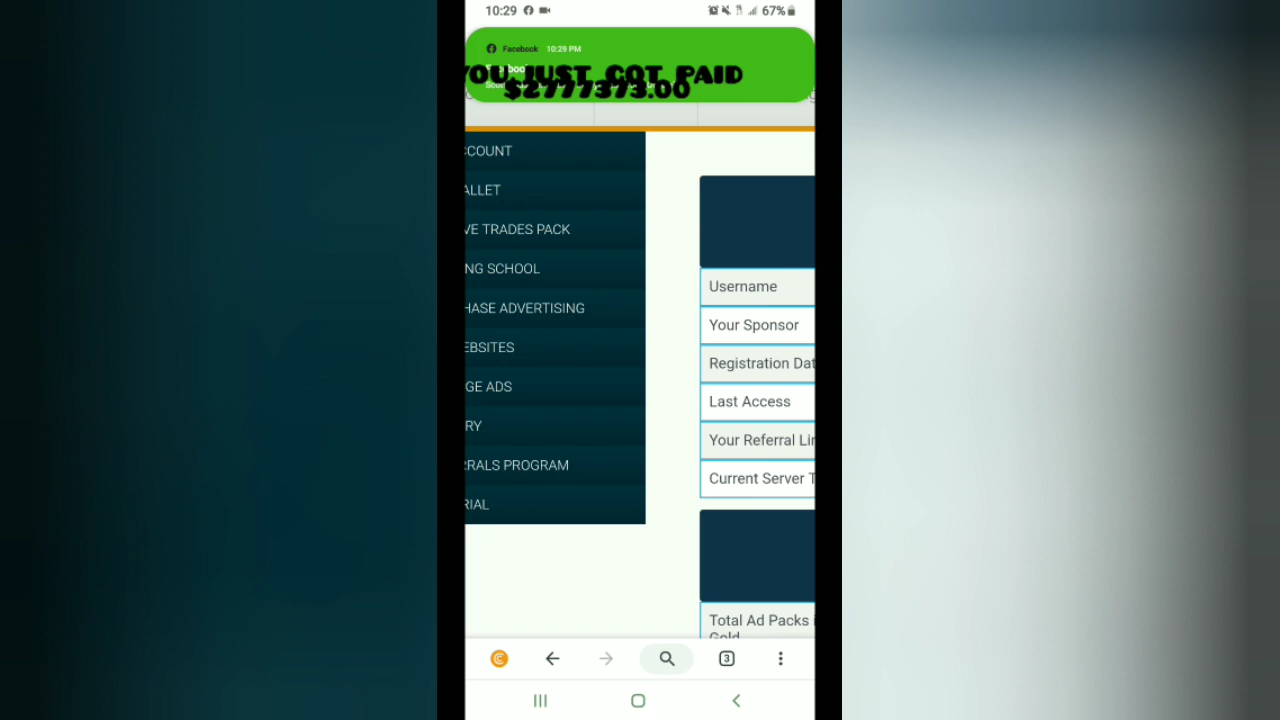 10:29
67%
Facebook 10:29 PM
YOU JUST GOT PAID
$2777373.00
CCOUNT
ALLET
VE TRADES PACK
NG SCHOOL
HASE ADVERTISING
EBSITES
GE ADS
RY
RRALS PROGRAM
RIAL
Username
Your Sponsor
Registration Dat
Last Access
Your Referral Lin
Current Server T
Total Ad Packs i
Gold
3